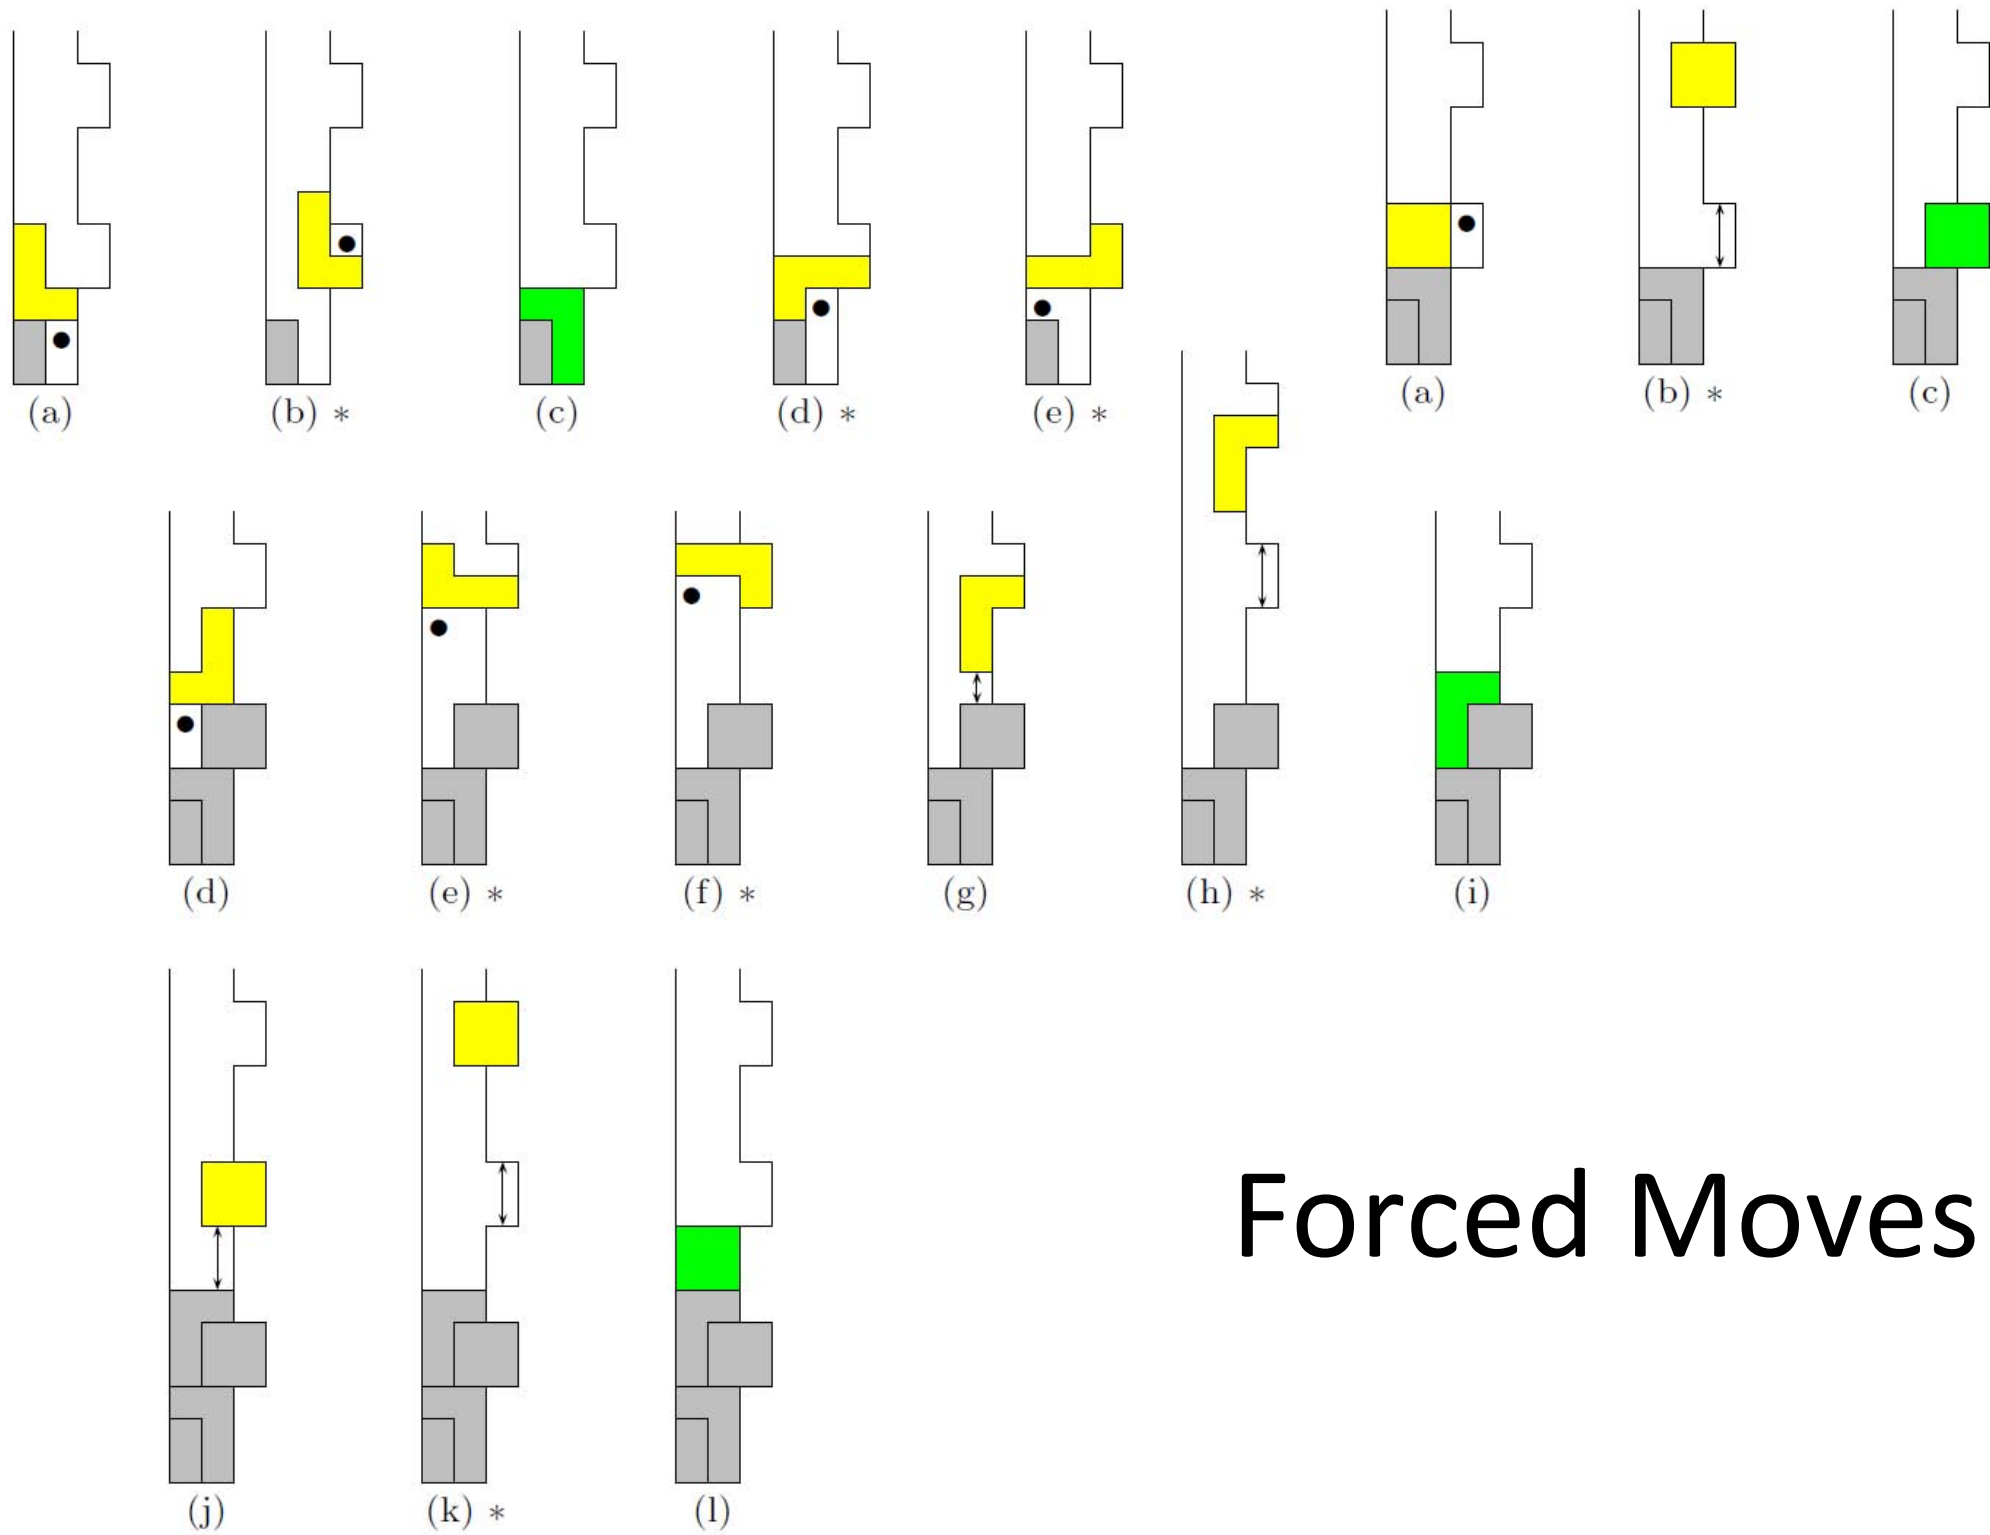 (a)
(b) *
(c)
(d) *
(e) *
(a)
(b) *
(c)
(d)
(e) *
(f) *
(g)
(h) *
(i)
(j)
(k) *
(l)
Forced Moves